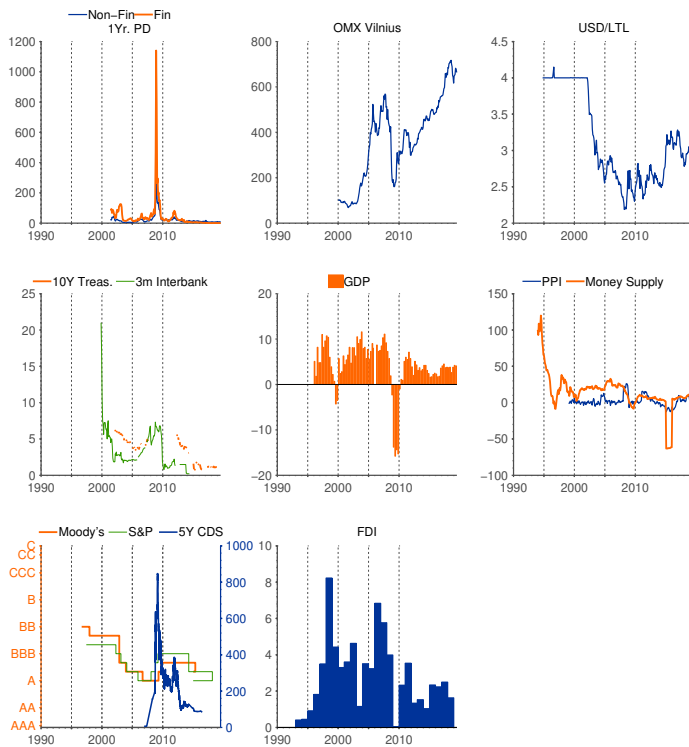 Non-Fin Fin
1Yr. PD
1200
1000
800
600
400
200
0
1990 2000 2010
OMX Vilnius
800
600
400
200
0
1990 2000 2010
USD/LTL
4.5
4
3.5
3
2.5
2
1990 2000 2010
10Y Treas. 3m Interbank
25
20
15
10
5
0
1990 2000 2010
GDP
20
10
0
−10
−20
1990 2000 2010
PPI Money Supply
150
100
50
0
−50
−100
1990 2000 2010
Moody's S&P 5Y CDS
C
CC
CCC
B
BB
BBB
A
AA
AAA
1000
800
600
400
200
0
1990 2000 2010
FDI
10
8
6
4
2
0
1990 2000 2010